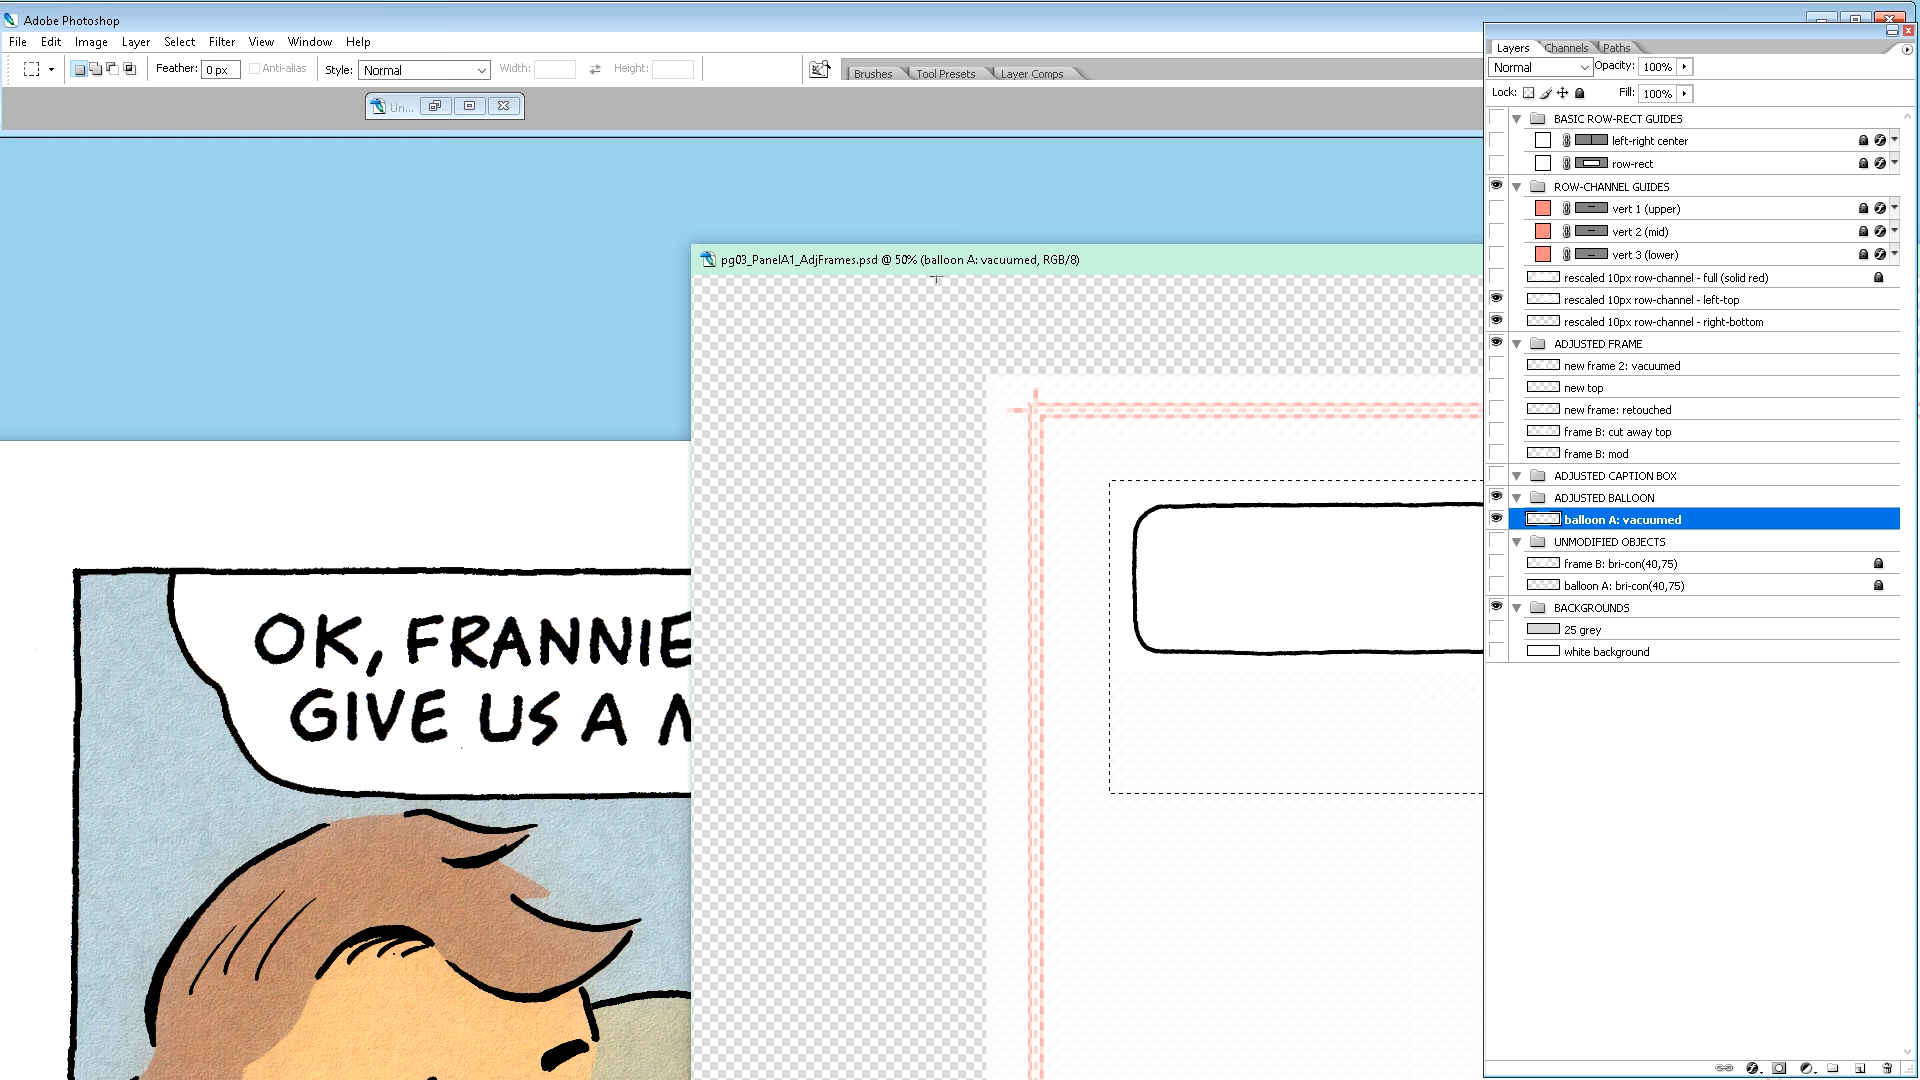 Adobe Photoshop
File Edit Image Layer Select Filter View Window Help
Feather: 0 px Anti-alias Style: Normal Width: Height: Brushes Tool Presets Layer Comps
Un...
pg03_PanelA1_AdjFrames.psd @ 50% (balloon A: vacuumed, RGB/8)
OK, FRANNIE
GIVE US A
Layers Channels Paths
Normal Opacity: 100%
Lock: Fill: 100%
BASIC ROW-RECT GUIDES
left-right center
row-rect
ROW-CHANNEL GUIDES
vert 1 (upper)
vert 2 (mid)
vert 3 (lower)
rescaled 10px row-channel - full (solid red)
rescaled 10px row-channel - left-top
rescaled 10px row-channel - right-bottom
ADJUSTED FRAME
new frame 2: vacuumed
new top
new frame: retouched
frame B: cut away top
frame B: mod
ADJUSTED CAPTION BOX
ADJUSTED BALLOON
balloon A: vacuumed
UNMODIFIED OBJECTS
frame B: bri-con(40,75)
balloon A: bri-con(40,75)
BACKGROUNDS
25 grey
white background